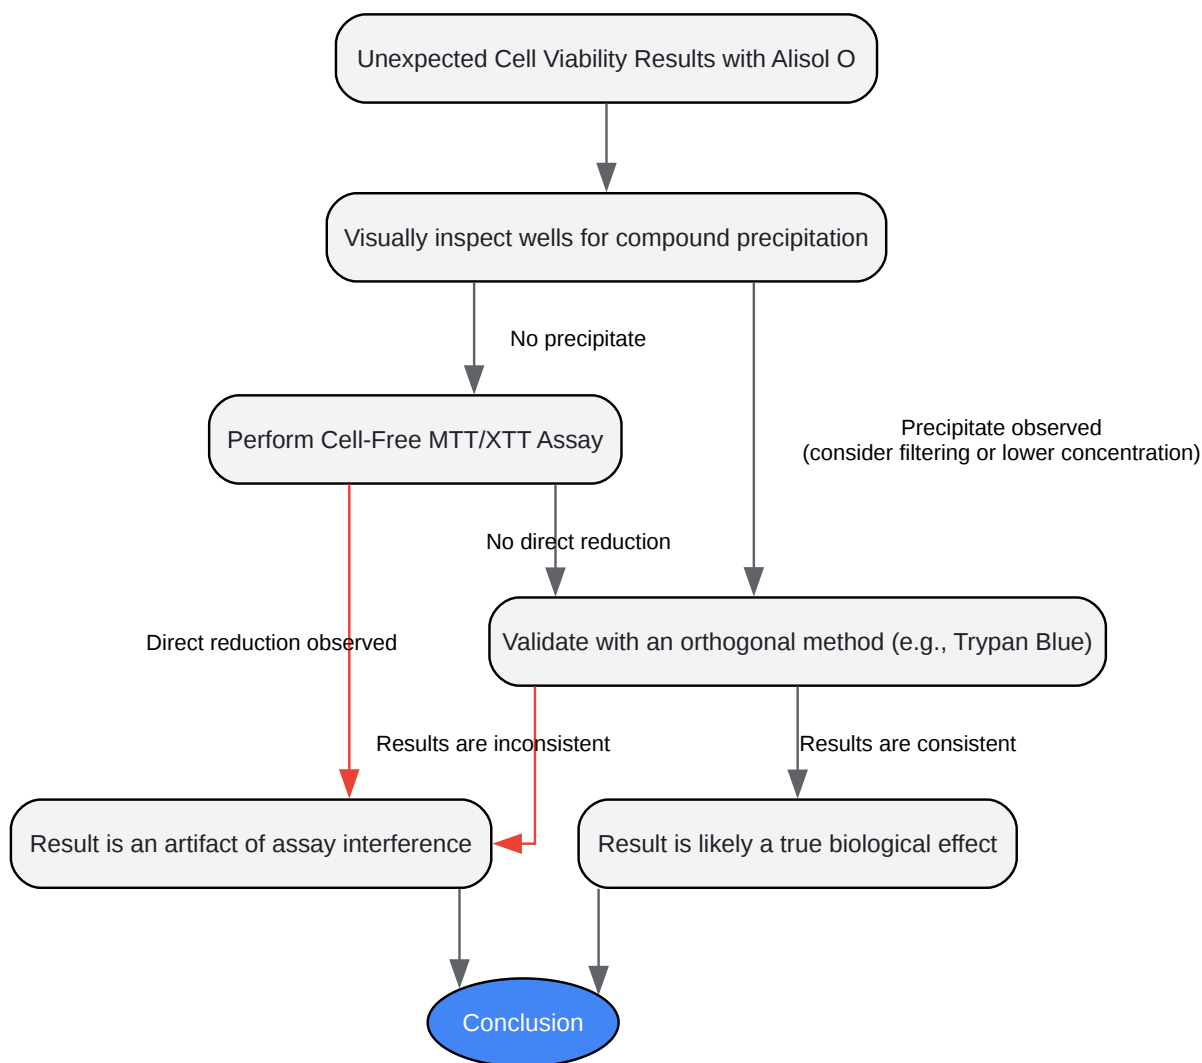 Unexpected Cell Viability Results with Alisol O
Visually inspect wells for compound precipitation
No precipitate
Perform Cell-Free MTT/XTT Assay
Precipitate observed
(consider filtering or lower concentration)
No direct reduction
Direct reduction observed
Validate with an orthogonal method (e.g., Trypan Blue)
Results are inconsistent
Results are consistent
Result is an artifact of assay interference
Result is likely a true biological effect
Conclusion